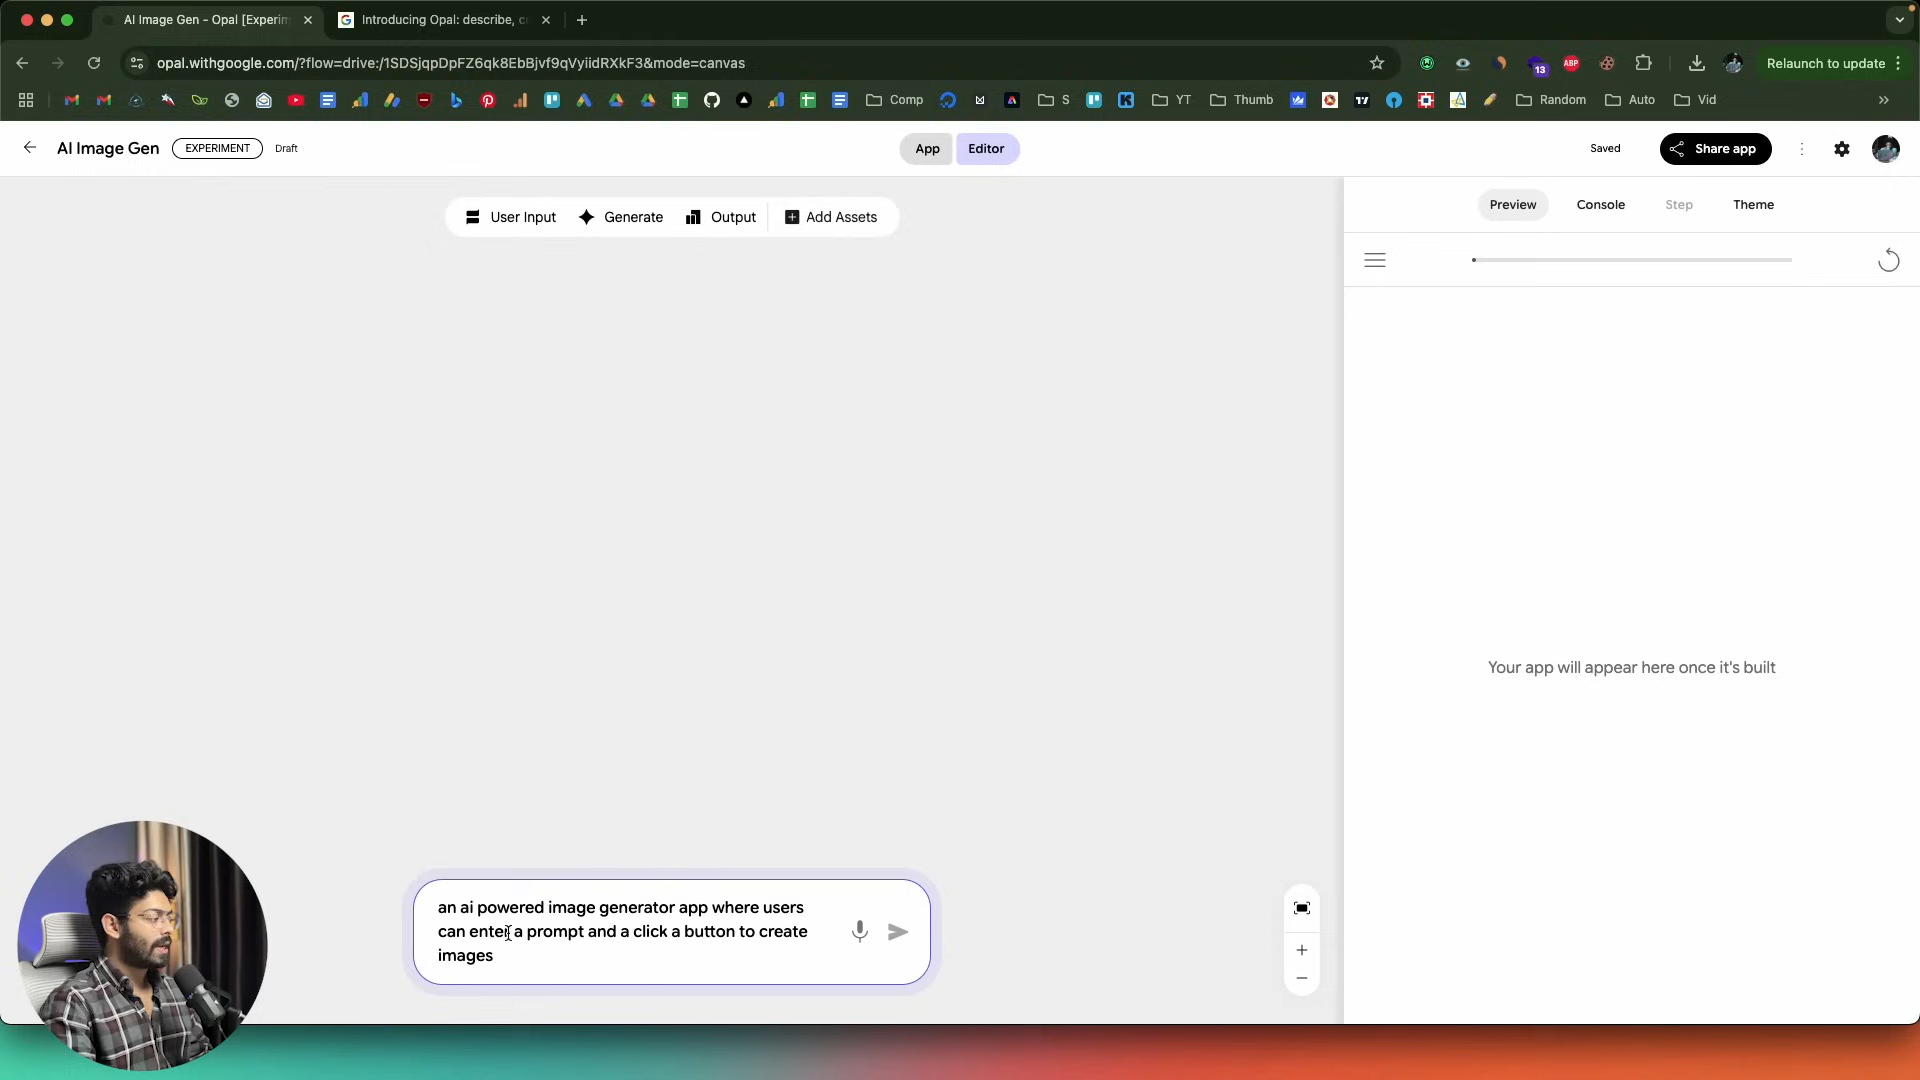 AI Image Gen - Opal [Experim
Introducing Opal: describe, c
opal.withgoogle.com/?flow=drive:/1SDSjqpDpFZ6qk8EbBjvf9qVyiidRXkF3&mode=canvas
13
ABP
Relaunch to update
Comp
S
YT
Thumb
Random
Auto
Vid
AI Image Gen
EXPERIMENT
Draft
App
Editor
Saved
Share app
User Input
Generate
Output
Add Assets
Preview
Console
Step
Theme
Your app will appear here once it's built
an ai powered image generator app where users
can enter a prompt and a click a button to create
images